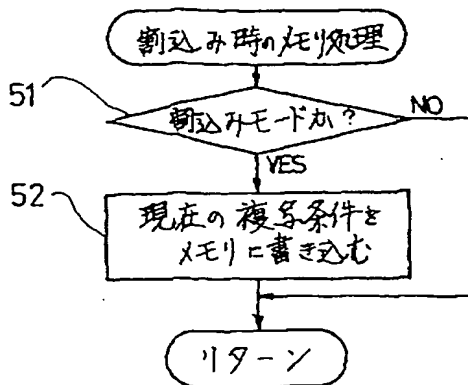 割込み時のメモリ処理
51
割込みモードか?
NO
YES
52
現在の複写条件を
メモリに書き込む
リターン